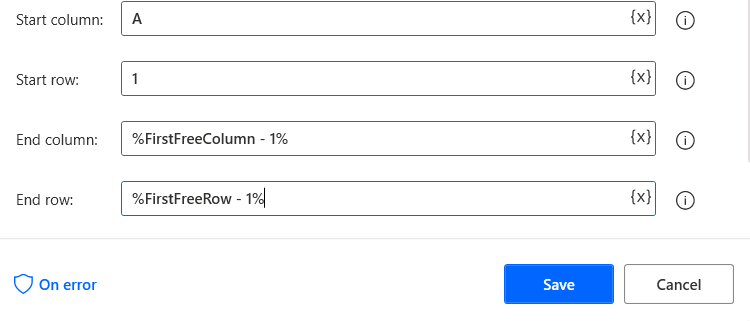 Start column: A {x}
Start row: 1 {x}
End column: %FirstFreeColumn - 1% {x}
End row: %FirstFreeRow - 1% {x}
On error Save Cancel